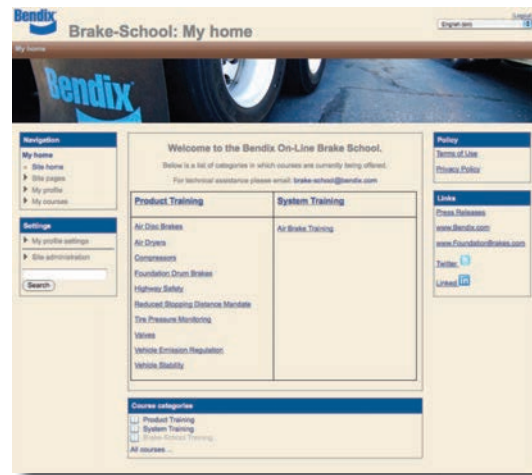 Bendix
Brake-School: My home
Logout
English (en)
My home
Bendix
Navigation
My home
Site home
Site pages
My profile
My courses
Settings
My profile settings
Site administration
Search
Welcome to the Bendix On-Line Brake School.
Below is a list of categories in which courses are currently being offered.
For technical assistance please email: brake-school@bendix.com
Product Training
System Training
Air Disc Brakes
Air Dryers
Compressors
Foundation Drum Brakes
Highway Safety
Reduced Stopping Distance Mandate
Tire Pressure Monitoring
Valves
Vehicle Emission Regulation
Vehicle Stability
Air Brake Training
Course categories
Product Training
System Training
Brake-School Training
All courses ...
Policy
Terms of Use
Privacy Policy
Links
Press Releases
www.Bendix.com
www.FoundationBrakes.com
Twitter
Linked in